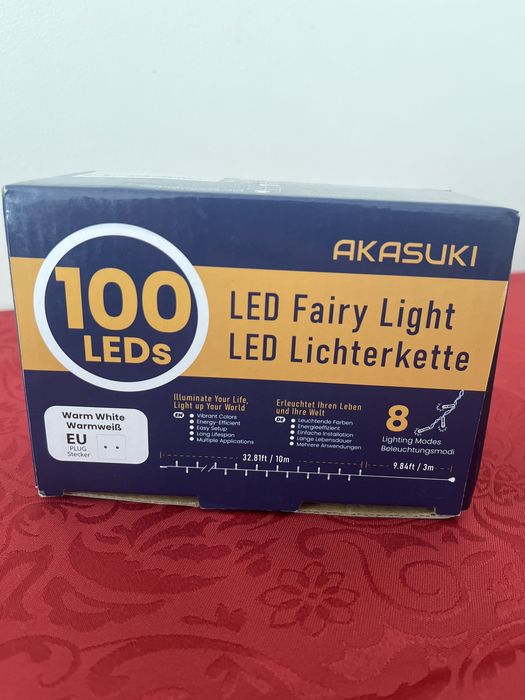 AKASUKI
100
LEDs
LED Fairy Light
LED Lichterkette
Warm White
Warmweiß
EU
PLUG
Stecker
Illuminate Your Life,
Light up Your World
EN
Vibrant Colors
Energy-Efficient
Easy Setup
Long Lifespan
Multiple Applications
Erleuchtet Ihren Leben
und Ihre Welt
DE
Leuchtende Farben
Energieeffizient
Einfache Installation
Lange Lebensdauer
Mehrere Anwendungen
8
Lighting Modes
Beleuchtungsmodi
32.81ft / 10m
9.84ft / 3m